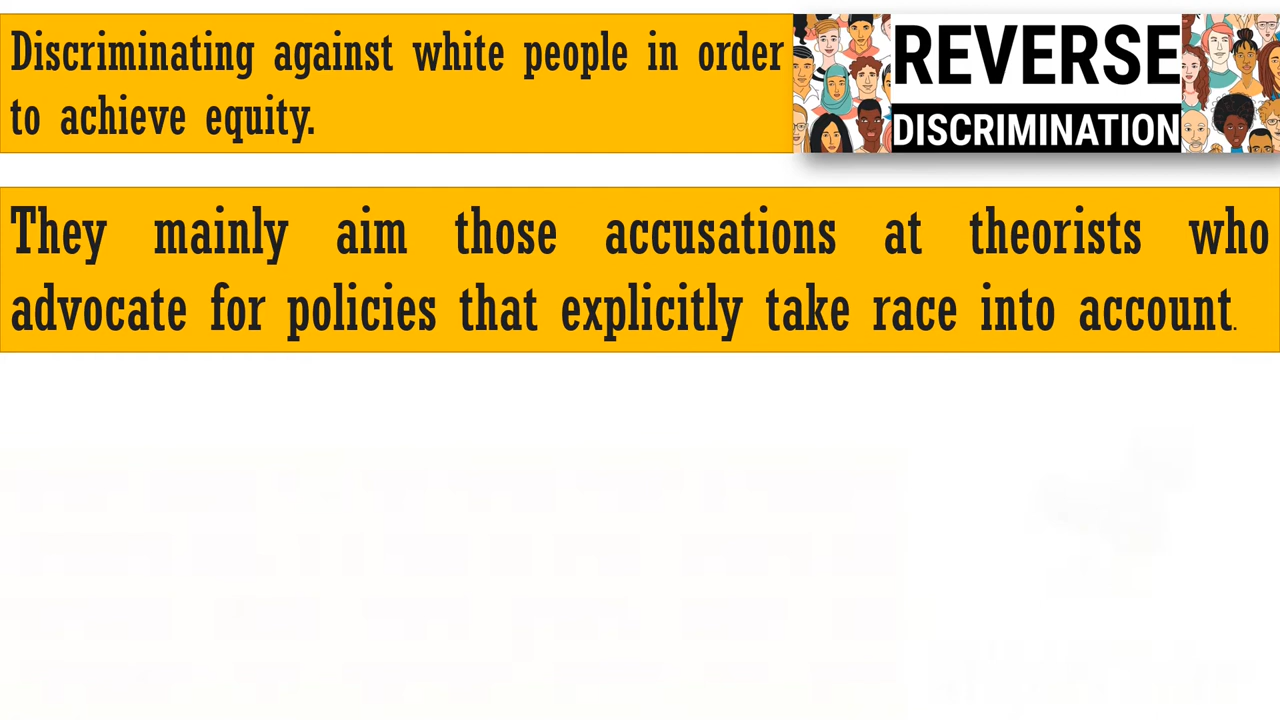 Discriminating against white people in order
to achieve equity.
REVERSE
DISCRIMINATION
They mainly aim those accusations at theorists who
advocate for policies that explicitly take race into account.